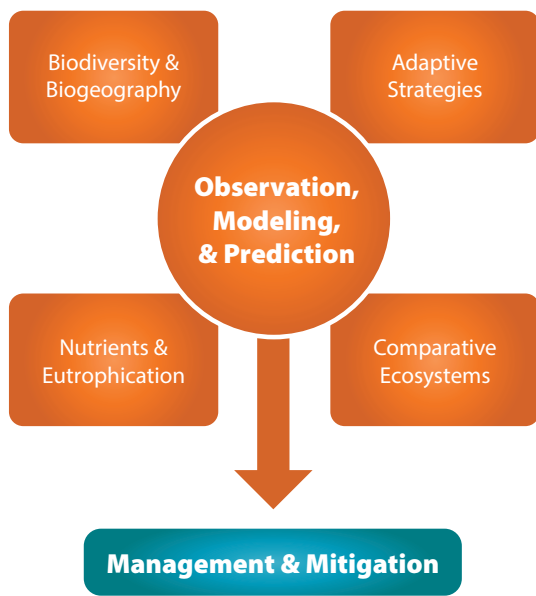 Biodiversity &
Biogeography
Adaptive
Strategies
Observation,
Modeling,
& Prediction
Nutrients &
Eutrophication
Comparative
Ecosystems
Management & Mitigation